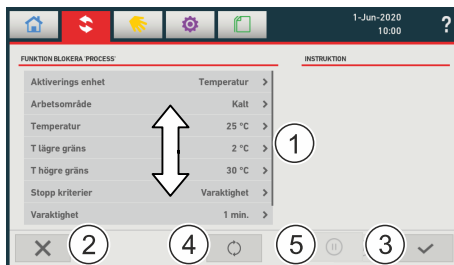 1-Jun-2020
10:00
?
FUNKTION BLOKERA 'PROCESS'
INSTRUKTION
Aktiverings enhet Temperatur >
Arbetsområde Kalt >
Temperatur 25 °C >
T lägre gräns 2 °C >
T högre gräns 30 °C >
Stopp kriterier Varaktighet >
Varaktighet 1 min. >
1
2
4
5
3